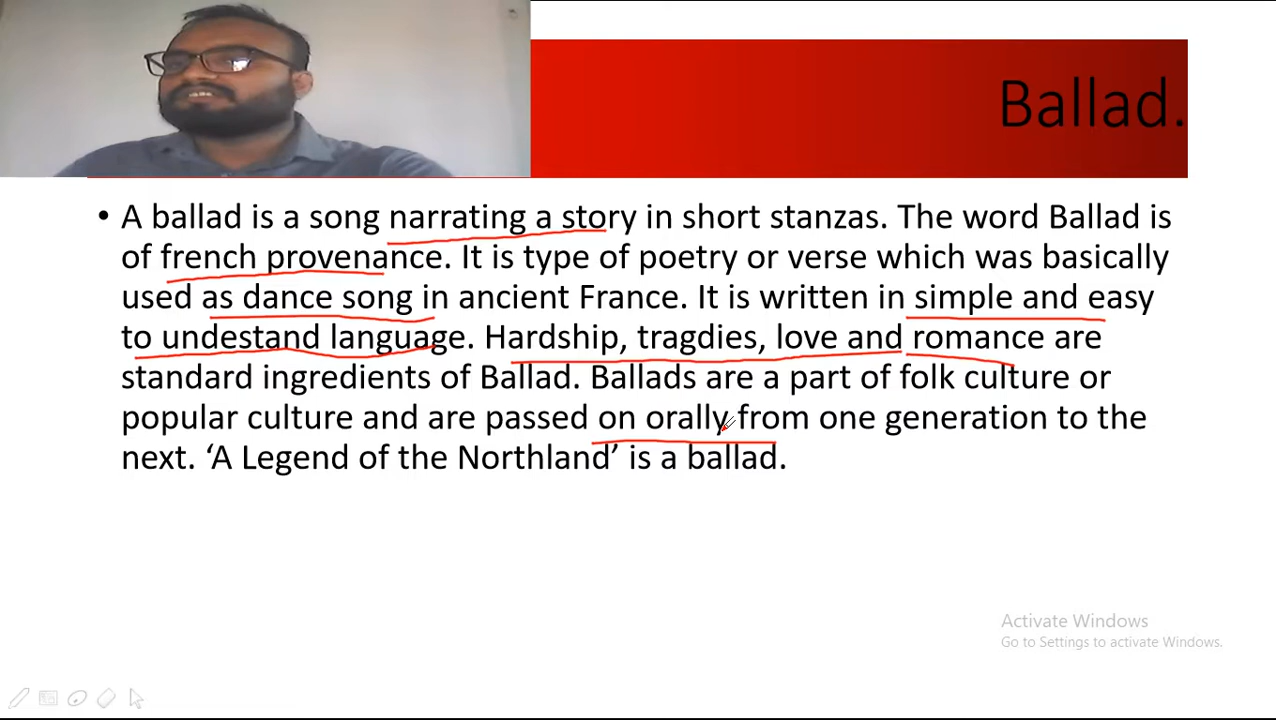 Ballad.
• A ballad is a song narrating a story in short stanzas. The word Ballad is
of french provenance. It is type of poetry or verse which was basically
used as dance song in ancient France. It is written in simple and easy
to undestand language. Hardship, tragdies, love and romance are
standard ingredients of Ballad. Ballads are a part of folk culture or
popular culture and are passed on orally from one generation to the
next. ‘A Legend of the Northland’ is a ballad.
Activate Windows
Go to Settings to activate Windows.